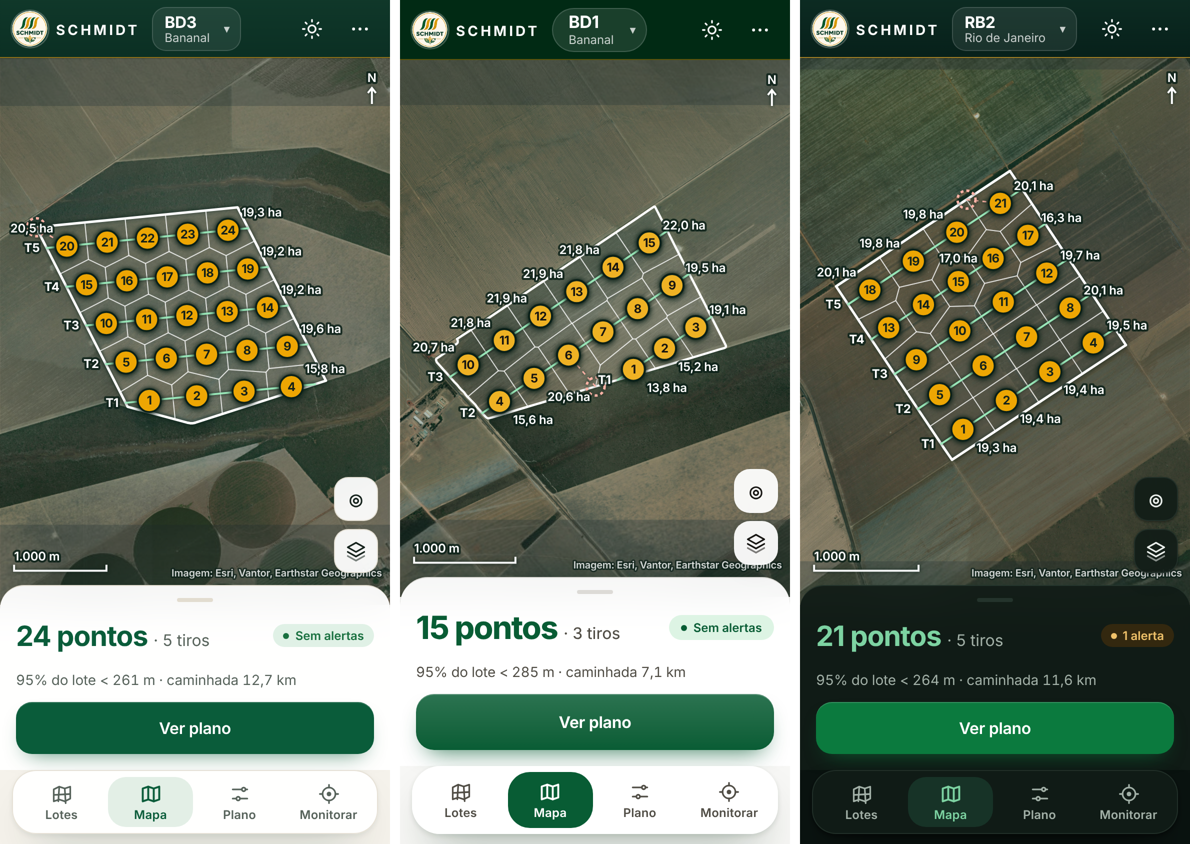 SCHMIDT
SCHMIDT
BD3
Bananal
N
20,5 ha
19,3 ha
T5
20
21
22
23
24
19,2 ha
T4
15
16
17
18
19
19,2 ha
T3
10
11
12
13
14
19,6 ha
T2
5
6
7
8
9
15,8 ha
T1
1
2
3
4
1.000 m
Imagem: Esri, Vantor, Earthstar Geographics
24 pontos · 5 tiros
Sem alertas
95% do lote < 261 m · caminhada 12,7 km
Ver plano
Lotes
Mapa
Plano
Monitorar
SCHMIDT
SCHMIDT
BD1
Bananal
N
22,0 ha
21,8 ha
15
14
19,5 ha
21,9 ha
13
9
21,9 ha
12
8
19,1 ha
21,8 ha
11
7
3
20,7 ha
10
6
2
T3
5
T1
1
15,2 ha
4
20,6 ha
13,8 ha
T2
15,6 ha
1.000 m
Imagem: Esri, Vantor, Earthstar Geographics
15 pontos · 3 tiros
Sem alertas
95% do lote < 285 m · caminhada 7,1 km
Ver plano
Lotes
Mapa
Plano
Monitorar
SCHMIDT
SCHMIDT
RB2
Rio de Janeiro
N
20,1 ha
21
19,8 ha
16,3 ha
20
17
19,8 ha
19
17,0 ha
16
19,7 ha
20,1 ha
18
15
12
T5
14
11
20,1 ha
8
T4
13
10
7
19,5 ha
4
T3
9
6
3
T2
5
2
19,4 ha
T1
1
19,4 ha
19,3 ha
1.000 m
Imagem: Esri, Vantor, Earthstar Geographics
21 pontos · 5 tiros
1 alerta
95% do lote < 264 m · caminhada 11,6 km
Ver plano
Lotes
Mapa
Plano
Monitorar